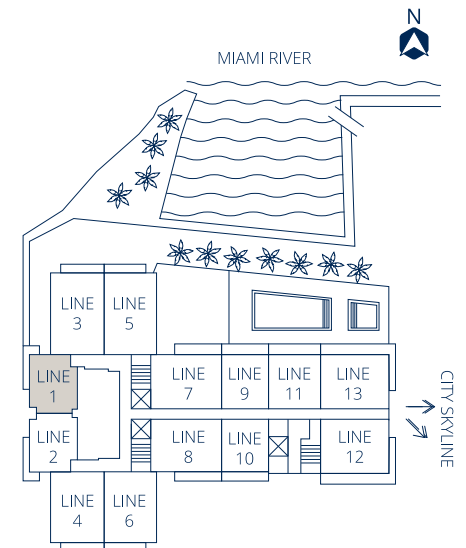 N
MIAMI RIVER
LINE
3
LINE
5
LINE
1
LINE
7
LINE
9
LINE
11
LINE
13
CITY SKYLINE
LINE
2
LINE
8
LINE
10
LINE
12
LINE
4
LINE
6